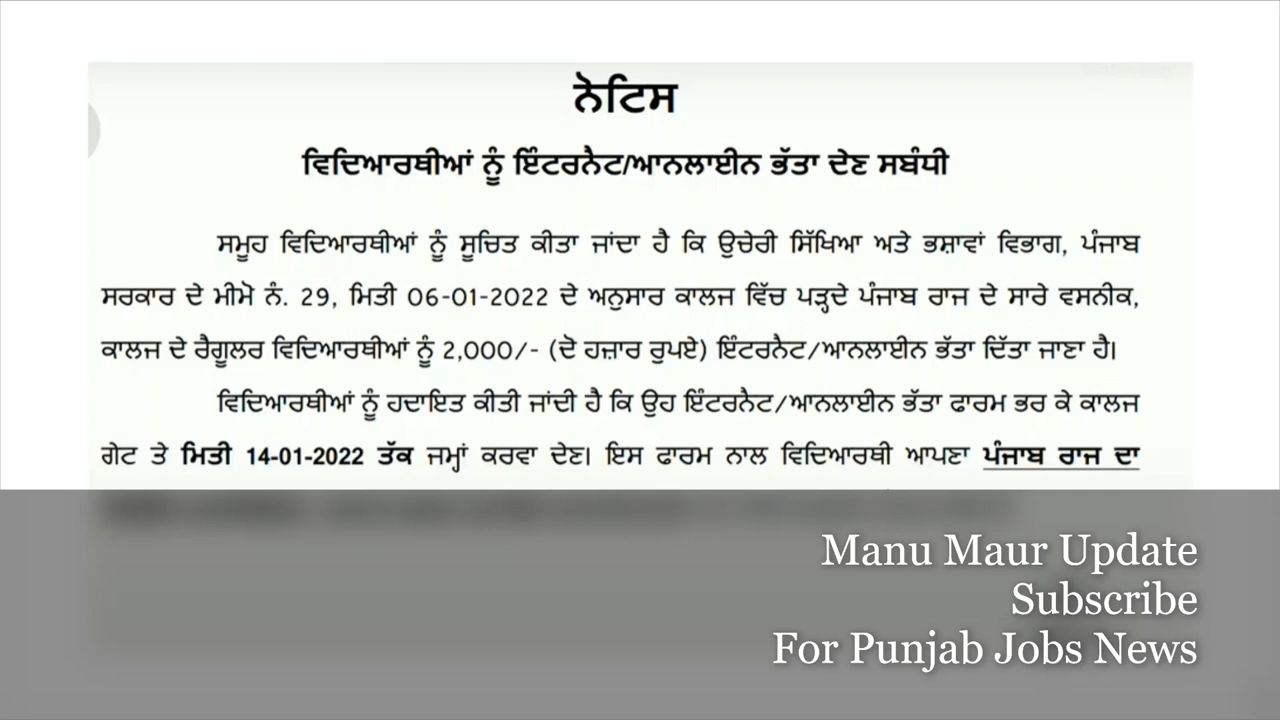 ਨੋਟਿਸ
ਵਿਦਿਆਰਥੀਆਂ ਨੂੰ ਇੰਟਰਨੈਟ/ਆਨਲਾਈਨ ਭੱਤਾ ਦੇਣ ਸਬੰਧੀ
ਸਮੂਹ ਵਿਦਿਆਰਥੀਆਂ ਨੂੰ ਸੂਚਿਤ ਕੀਤਾ ਜਾਂਦਾ ਹੈ ਕਿ ਉਚੇਰੀ ਸਿੱਖਿਆ ਅਤੇ ਭਸ਼ਾਵਾਂ ਵਿਭਾਗ, ਪੰਜਾਬ
ਸਰਕਾਰ ਦੇ ਮੀਮੋ ਨੰ. 29, ਮਿਤੀ 06-01-2022 ਦੇ ਅਨੁਸਾਰ ਕਾਲਜ ਵਿੱਚ ਪੜ੍ਹਦੇ ਪੰਜਾਬ ਰਾਜ ਦੇ ਸਾਰੇ ਵਸਨੀਕ,
ਕਾਲਜ ਦੇ ਰੈਗੂਲਰ ਵਿਦਿਆਰਥੀਆਂ ਨੂੰ 2,000/- (ਦੋ ਹਜ਼ਾਰ ਰੁਪਏ) ਇੰਟਰਨੈਟ/ਆਨਲਾਈਨ ਭੱਤਾ ਦਿੱਤਾ ਜਾਣਾ ਹੈ।
ਵਿਦਿਆਰਥੀਆਂ ਨੂੰ ਹਦਾਇਤ ਕੀਤੀ ਜਾਂਦੀ ਹੈ ਕਿ ਉਹ ਇੰਟਰਨੈਟ/ਆਨਲਾਈਨ ਭੱਤਾ ਫਾਰਮ ਭਰ ਕੇ ਕਾਲਜ
ਗੇਟ ਤੇ ਮਿਤੀ 14-01-2022 ਤੱਕ ਜਮ੍ਹਾਂ ਕਰਵਾ ਦੇਣ। ਇਸ ਫਾਰਮ ਨਾਲ ਵਿਦਿਆਰਥੀ ਆਪਣਾ ਪੰਜਾਬ ਰਾਜ ਦਾ
Manu Maur Update
Subscribe
For Punjab Jobs News